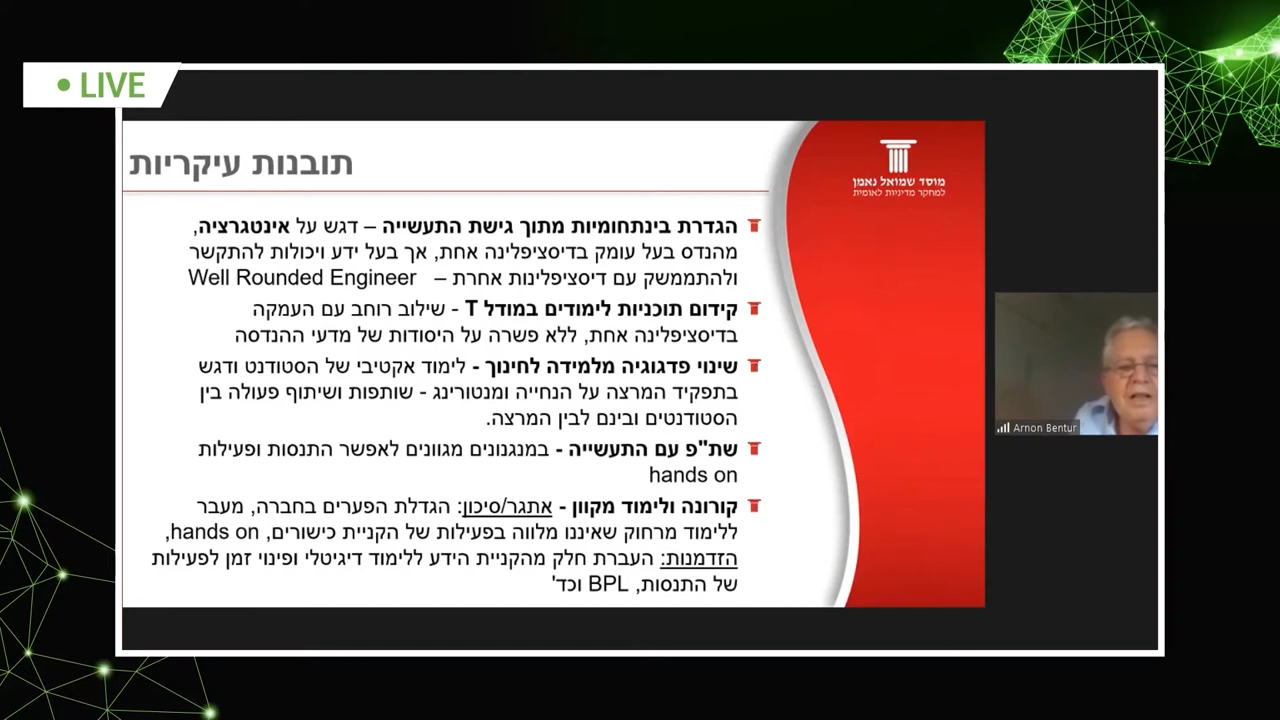 • LIVE
תובנות עיקריות
מוסד שמואל נאמן
למחקר מדיניות לאומית
הגדרת בינתחומיות מתוך גישת התעשייה – דגש על אינטגרציה,
מהנדס בעל עומק בדיסציפלינה אחת, אך בעל ידע ויכולות להתקשר
ולהתממשק עם דיסציפלינות אחרת – Well Rounded Engineer
קידום תוכניות לימודים במודל T - שילוב רוחב עם העמקה
בדיסציפלינה אחת, ללא פשרה על היסודות של מדעי ההנדסה
שינוי פדגוגיה מלמידה לחינוך - לימוד אקטיבי של הסטודנט ודגש
בתפקיד המרצה על הנחייה ומנטורינג - שותפות ושיתוף פעולה בין
הסטודנטים ובינם לבין המרצה.
שת"פ עם התעשייה - במנגנונים מגוונים לאפשר התנסות ופעילות
hands on
קורונה ולימוד מקוון - אתגר/סיכון: הגדלת הפערים בחברה, מעבר
ללימוד מרחוק שאיננו מלווה בפעילות של הקניית כישורים, hands on,
הזדמנות: העברת חלק מהקניית הידע ללימוד דיגיטלי ופינוי זמן לפעילות
של התנסות, BPL וכד'
Arnon Bentur